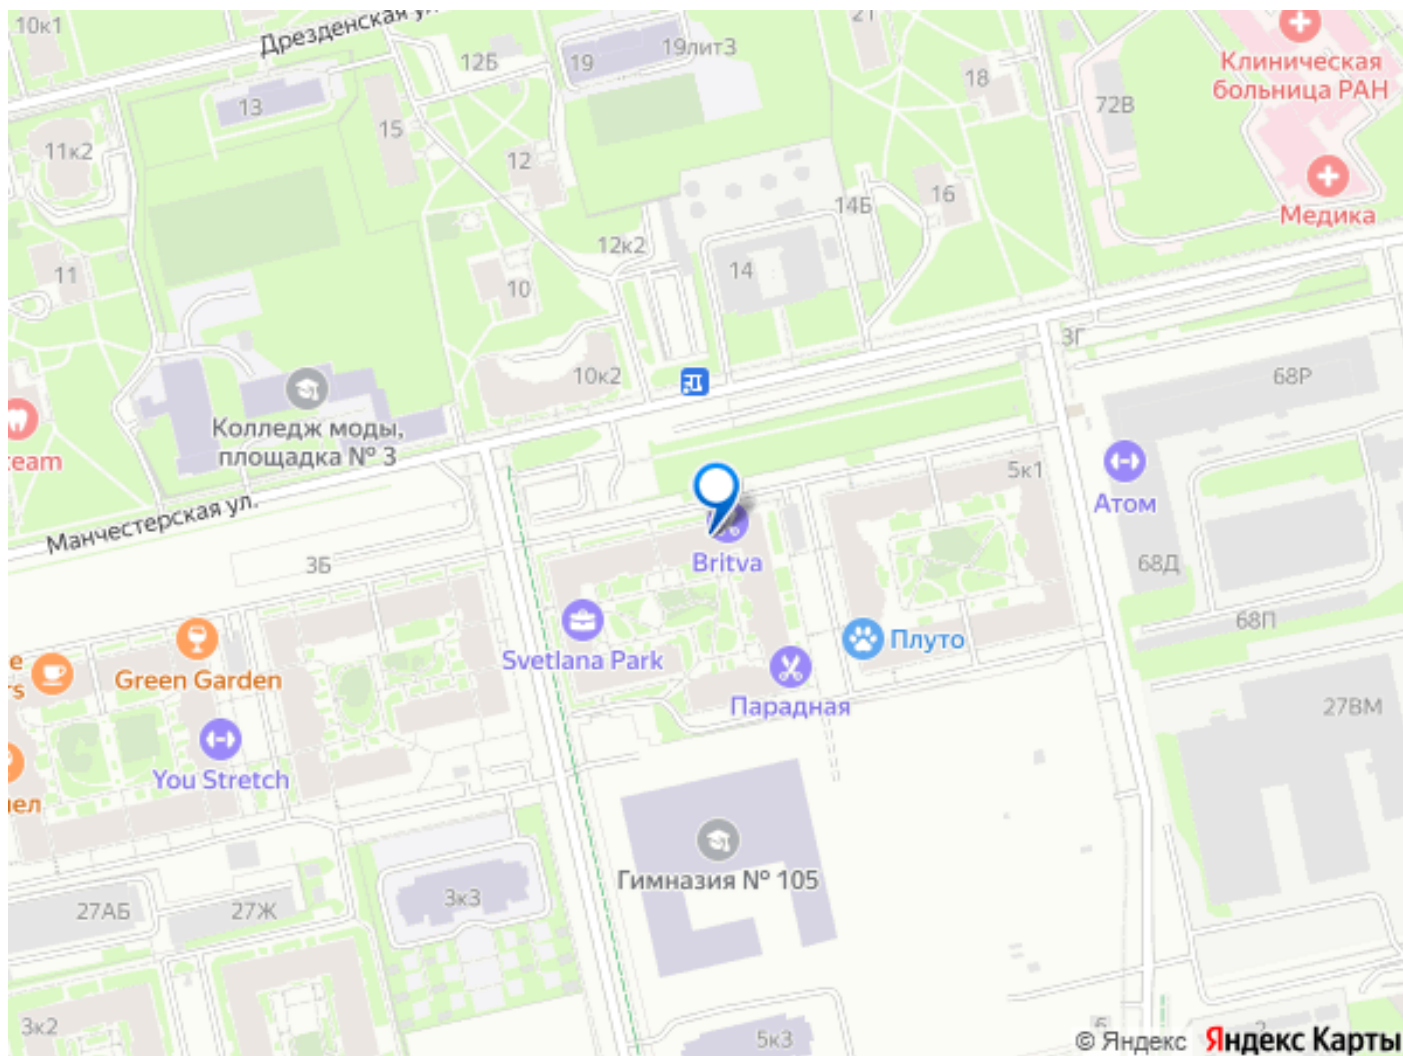 10к1
Дрезденская ул.
21
12Б
19
19литЗ
18
Клиническая
больница РАН
13
15
72В
11к2
12
16
14Б
Медика
12к2
11
10
14
3Г
10к2
68Р
Колледж моды,
площадка № 3
team
5к1
Манчестерская ул.
Атом
Britva
3Б
68Д
68П
Плуто
Svetlana Park
Green Garden
Парадная
27ВМ
You Stretch
Гимназия № 105
3к3
27АБ
27Ж
3к2
5к3
2
© Яндекс Яндекс Карты